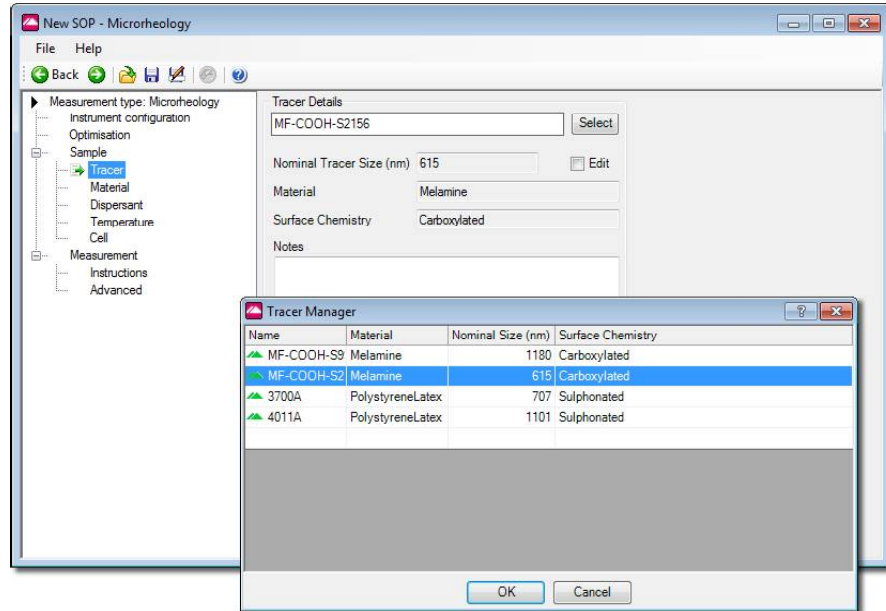 New SOP - Microrheology
File Help
Back
Measurement type: Microrheology
Instrument configuration
Optimisation
Sample
Tracer
Material
Dispersant
Temperature
Cell
Measurement
Instructions
Advanced
Tracer Details
MF-COOH-S2156 Select
Nominal Tracer Size (nm) 615 Edit
Material Melamine
Surface Chemistry Carboxylated
Notes
Tracer Manager
Name Material Nominal Size (nm) Surface Chemistry
MF-COOH-S9 Melamine 1180 Carboxylated
MF-COOH-S2 Melamine 615 Carboxylated
3700A PolystyreneLatex 707 Sulphonated
4011A PolystyreneLatex 1101 Sulphonated
OK Cancel